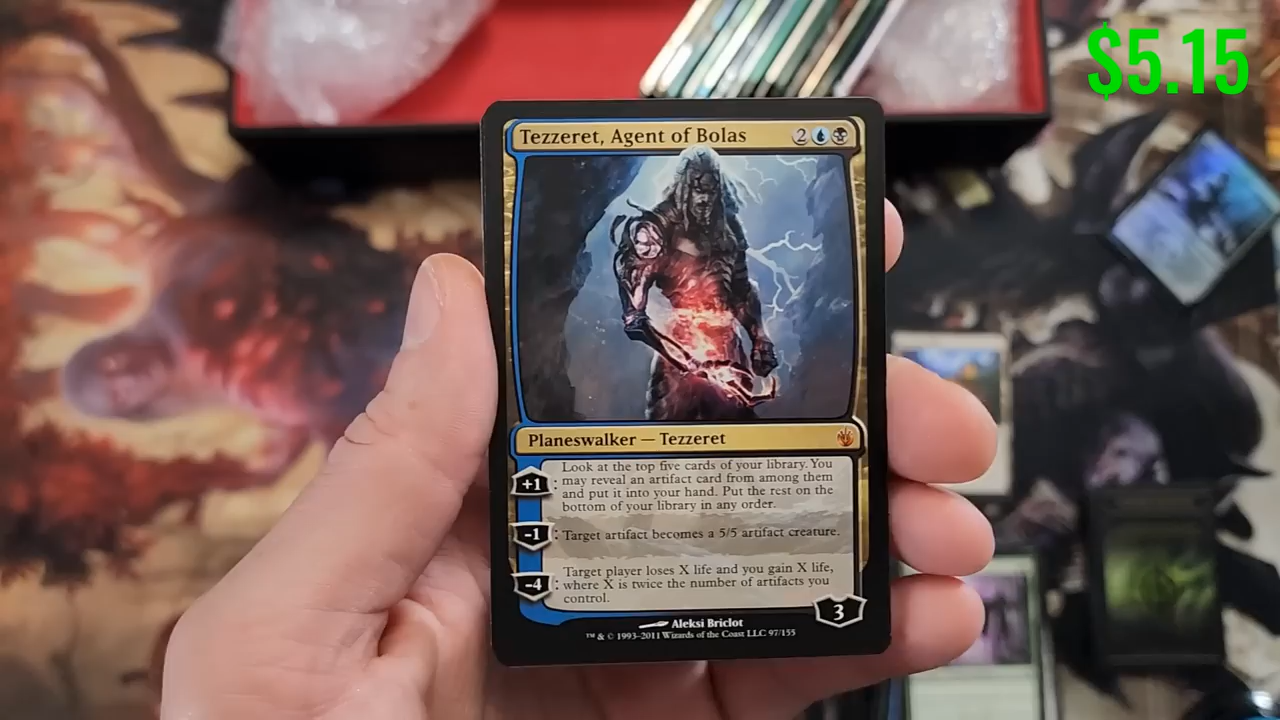 $5.15
Tezzeret, Agent of Bolas 2
Planeswalker — Tezzeret
+1 : Look at the top five cards of your library. You
may reveal an artifact card from among them
and put it into your hand. Put the rest on the
bottom of your library in any order.
-1 : Target artifact becomes a 5/5 artifact creature.
-4 : Target player loses X life and you gain X life,
where X is twice the number of artifacts you
control.
3
Aleksi Briclot
™ & © 1993–2011 Wizards of the Coast LLC 97/155